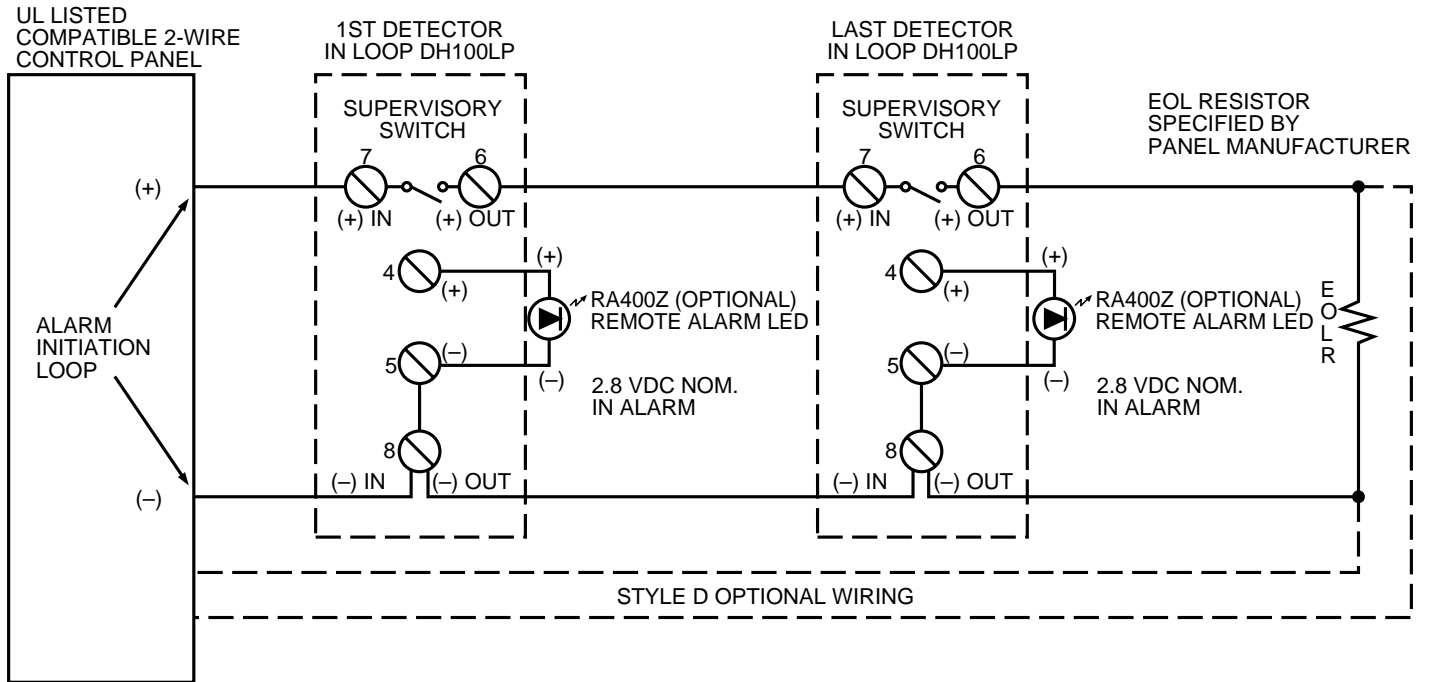 UL LISTED
COMPATIBLE 2-WIRE
CONTROL PANEL
1ST DETECTOR
IN LOOP DH100LP
LAST DETECTOR
IN LOOP DH100LP
EOL RESISTOR
SPECIFIED BY
PANEL MANUFACTURER
(+)
ALARM
INITIATION
LOOP
(–)
SUPERVISORY
SWITCH
7
6
(+) IN
(+) OUT
4
(+)
(+)
RA400Z (OPTIONAL)
REMOTE ALARM LED
5
(–)
(–)
2.8 VDC NOM.
IN ALARM
8
(–) IN
(–) OUT
SUPERVISORY
SWITCH
7
6
(+) IN
(+) OUT
4
(+)
(+)
RA400Z (OPTIONAL)
REMOTE ALARM LED
5
(–)
(–)
2.8 VDC NOM.
IN ALARM
8
(–) IN
(–) OUT
E
O
L
R
STYLE D OPTIONAL WIRING